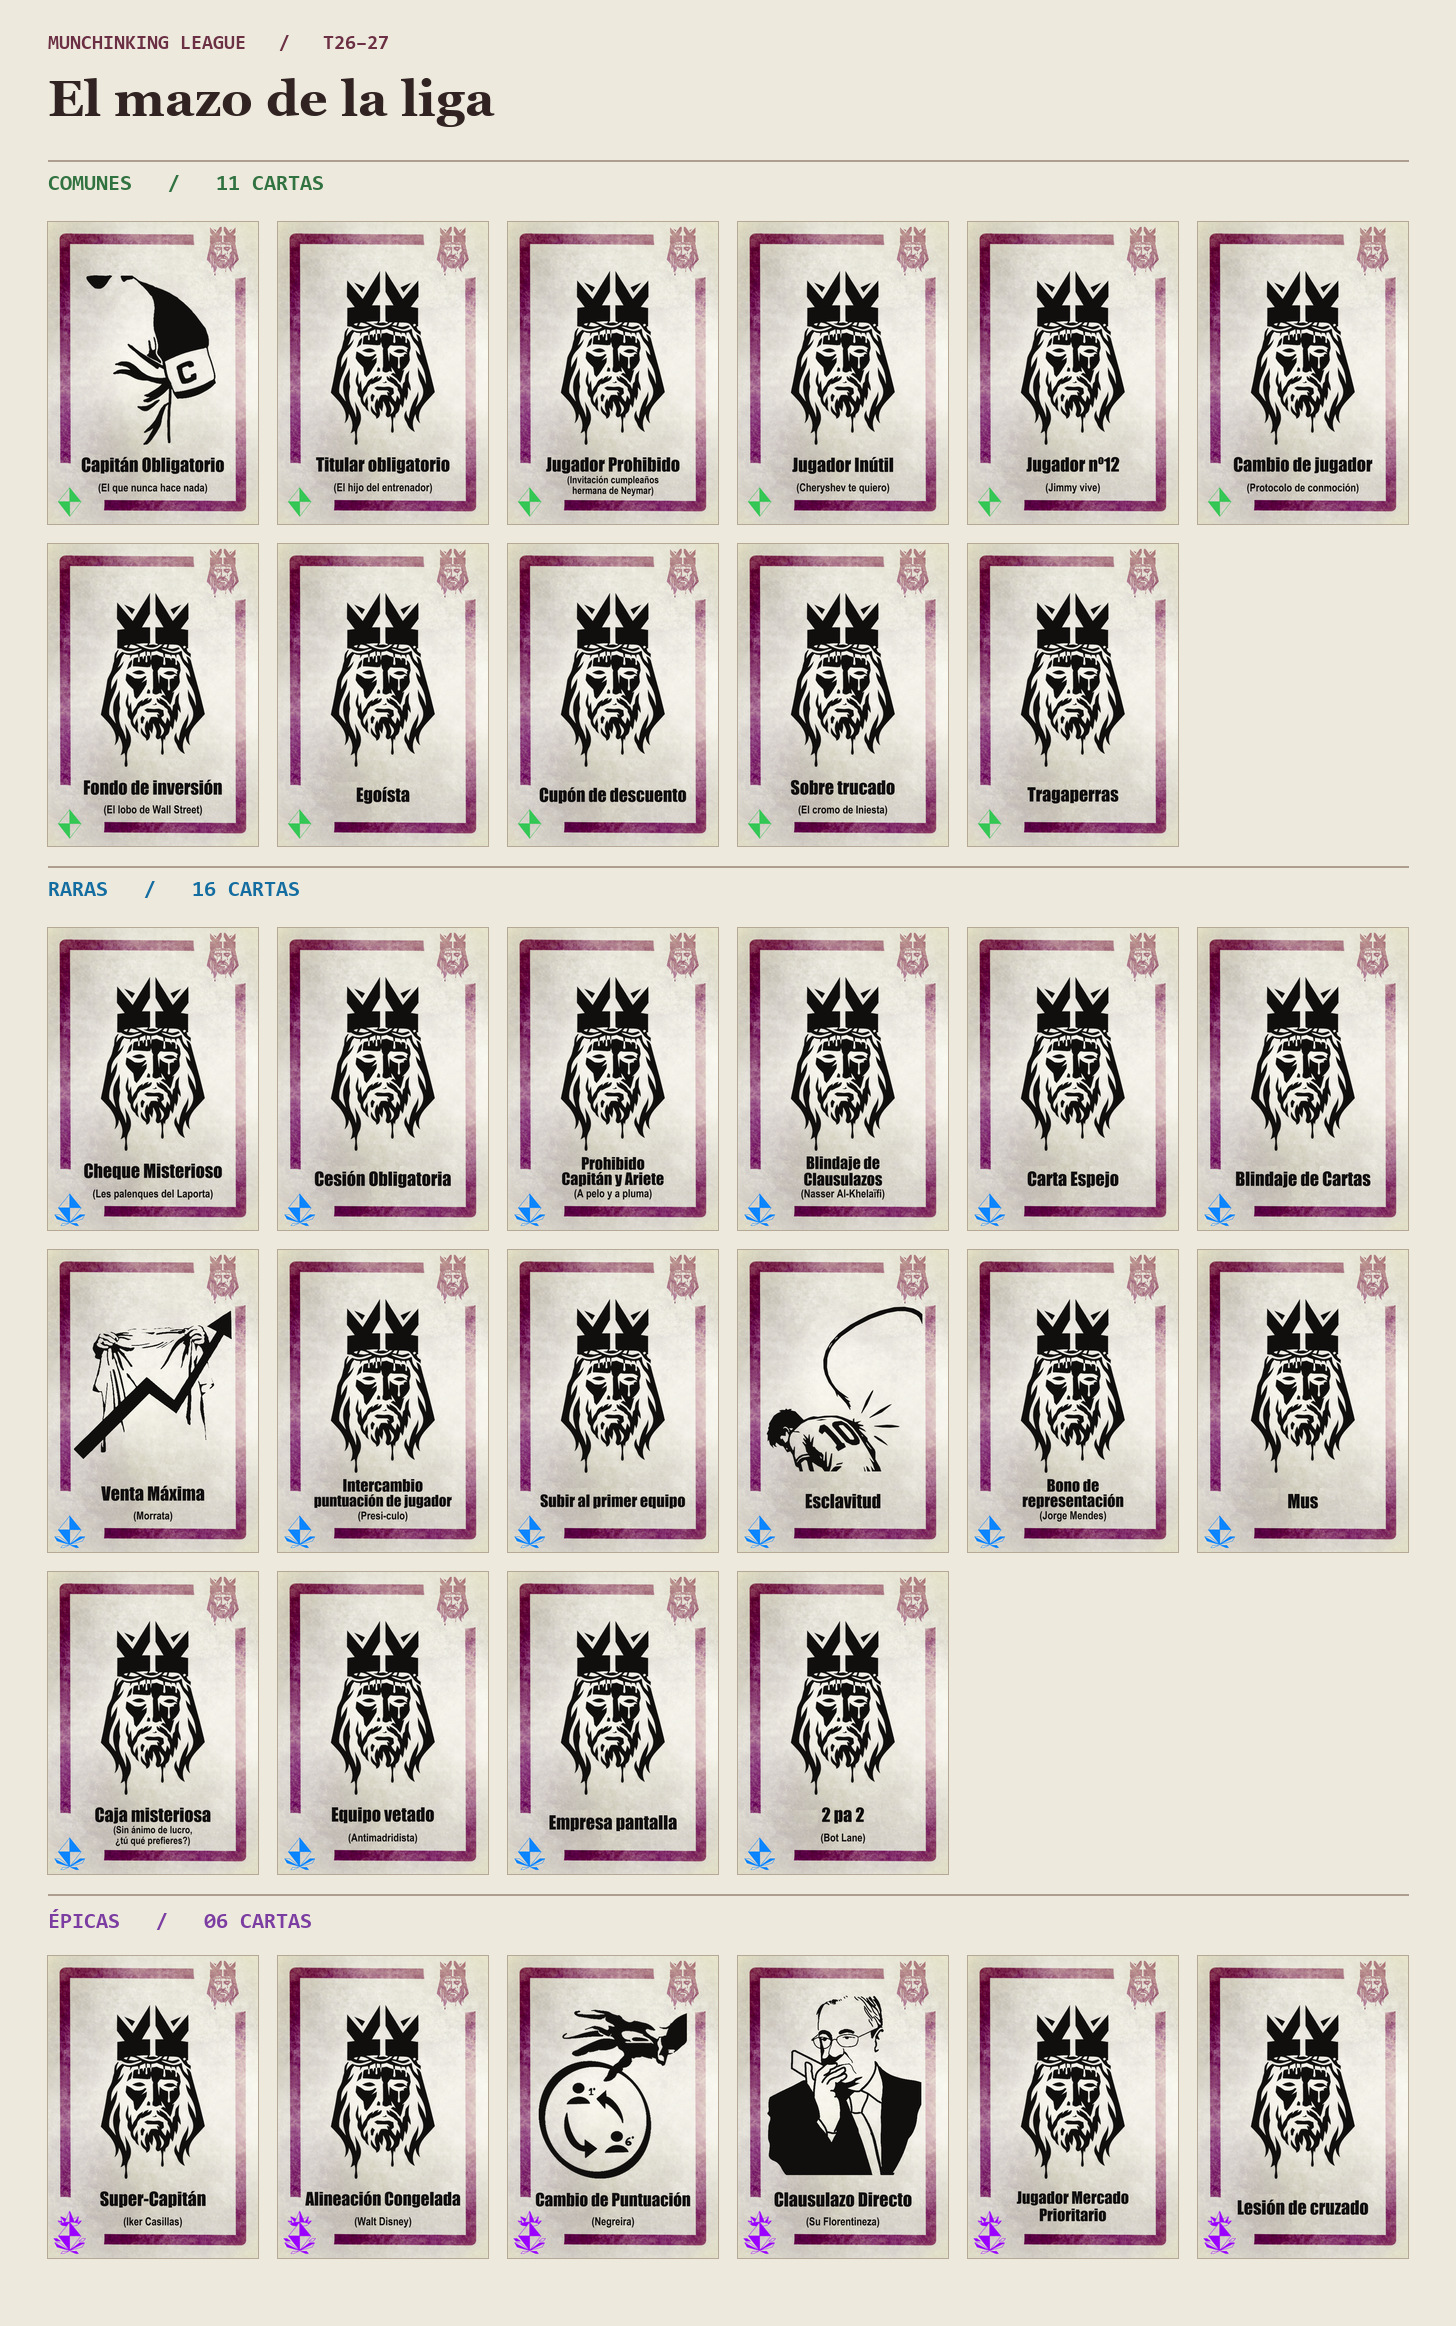 MUNCHINKING LEAGUE / T26–27
El mazo de la liga
COMUNES / 11 CARTAS
C
Capitán Obligatorio
(El que nunca hace nada)
Titular obligatorio
(El hijo del entrenador)
Jugador Prohibido
(Invitación cumpleaños
hermana de Neymar)
Jugador Inútil
(Cheryshev te quiero)
Jugador nº12
(Jimmy vive)
Cambio de jugador
(Protocolo de conmoción)
Fondo de inversión
(El lobo de Wall Street)
Egoísta
Cupón de descuento
Sobre trucado
(El cromo de Iniesta)
Tragaperras
RARAS / 16 CARTAS
Cheque Misterioso
(Les palenques del Laporta)
Cesión Obligatoria
Prohibido
Capitán y Ariete
(A pelo y a pluma)
Blindaje de
Clausulazos
(Nasser Al-Khelaïfi)
Carta Espejo
Blindaje de Cartas
Venta Máxima
(Morrata)
Intercambio
puntuación de jugador
(Presi-culo)
Subir al primer equipo
10
Esclavitud
Bono de
representación
(Jorge Mendes)
Mus
Caja misteriosa
(Sin ánimo de lucro,
¿tú qué prefieres?)
Equipo vetado
(Antimadridista)
Empresa pantalla
2 pa 2
(Bot Lane)
ÉPICAS / 06 CARTAS
Super-Capitán
(Iker Casillas)
Alineación Congelada
(Walt Disney)
1'
6'
Cambio de Puntuación
(Negreira)
Clausulazo Directo
(Su Florentineza)
Jugador Mercado
Prioritario
Lesión de cruzado